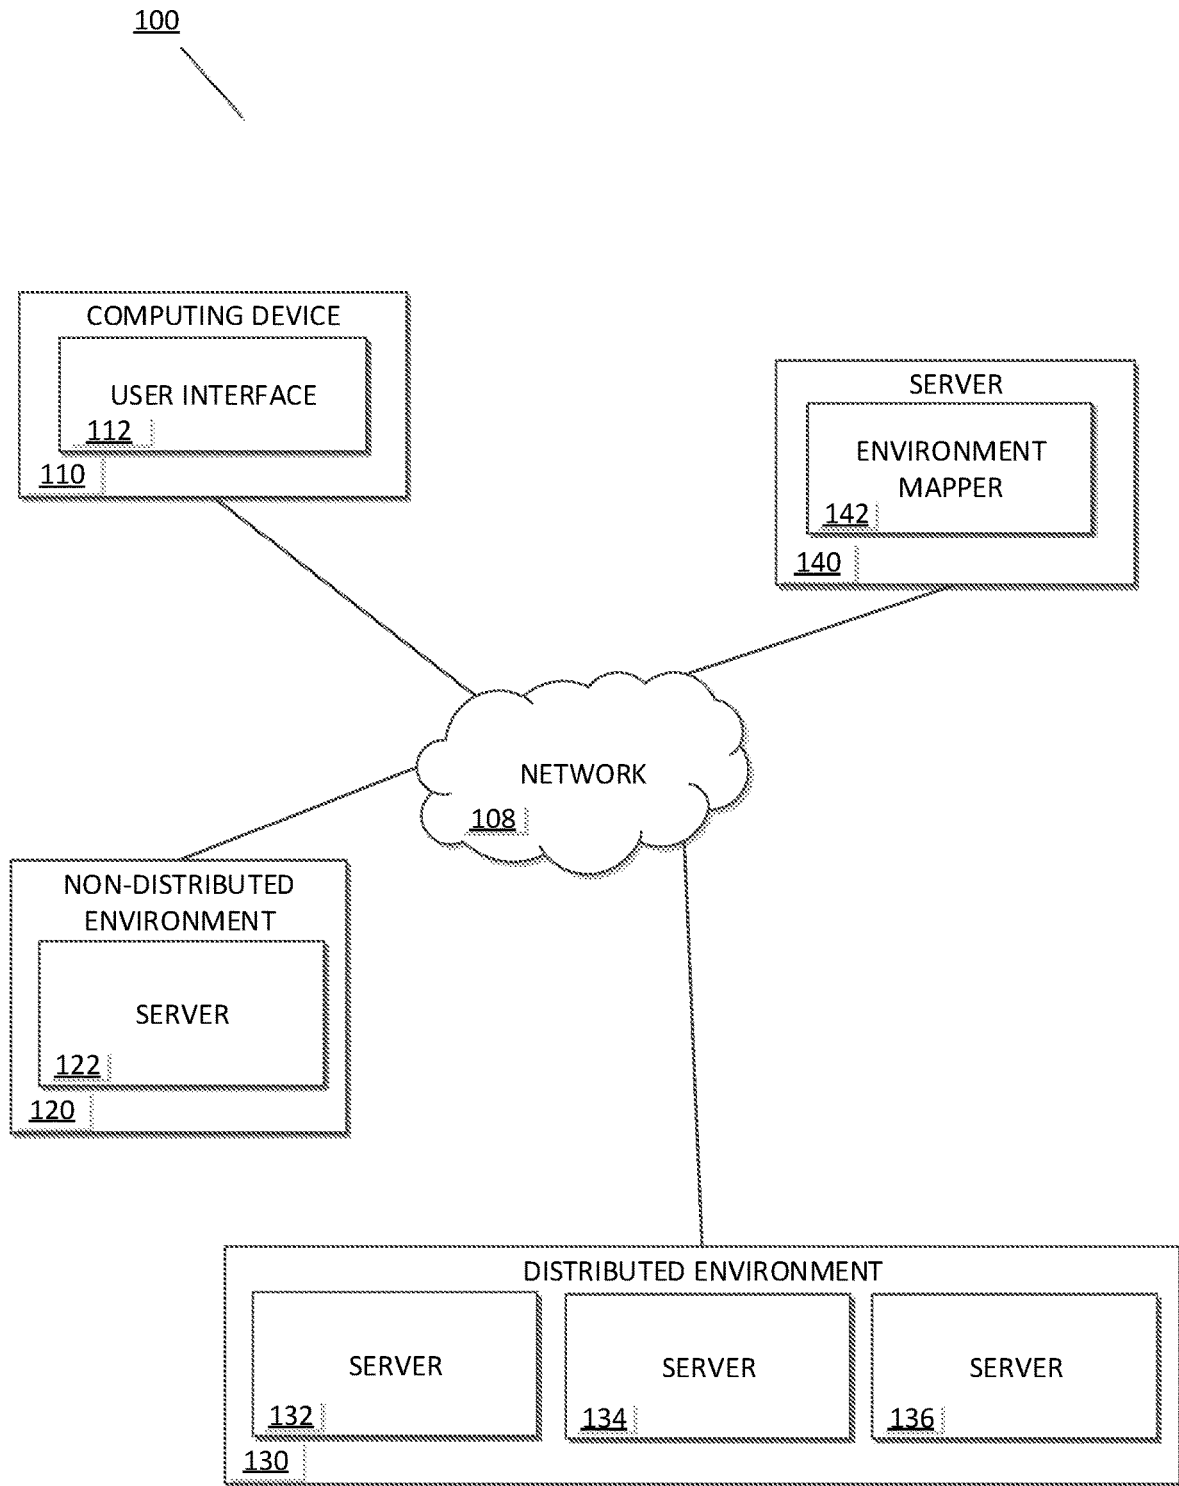 100
COMPUTING DEVICE
USER INTERFACE
112
110
SERVER
ENVIRONMENT
MAPPER
142
140
NETWORK
108
NON-DISTRIBUTED
ENVIRONMENT
SERVER
122
120
DISTRIBUTED ENVIRONMENT
SERVER
132
SERVER
134
SERVER
136
130